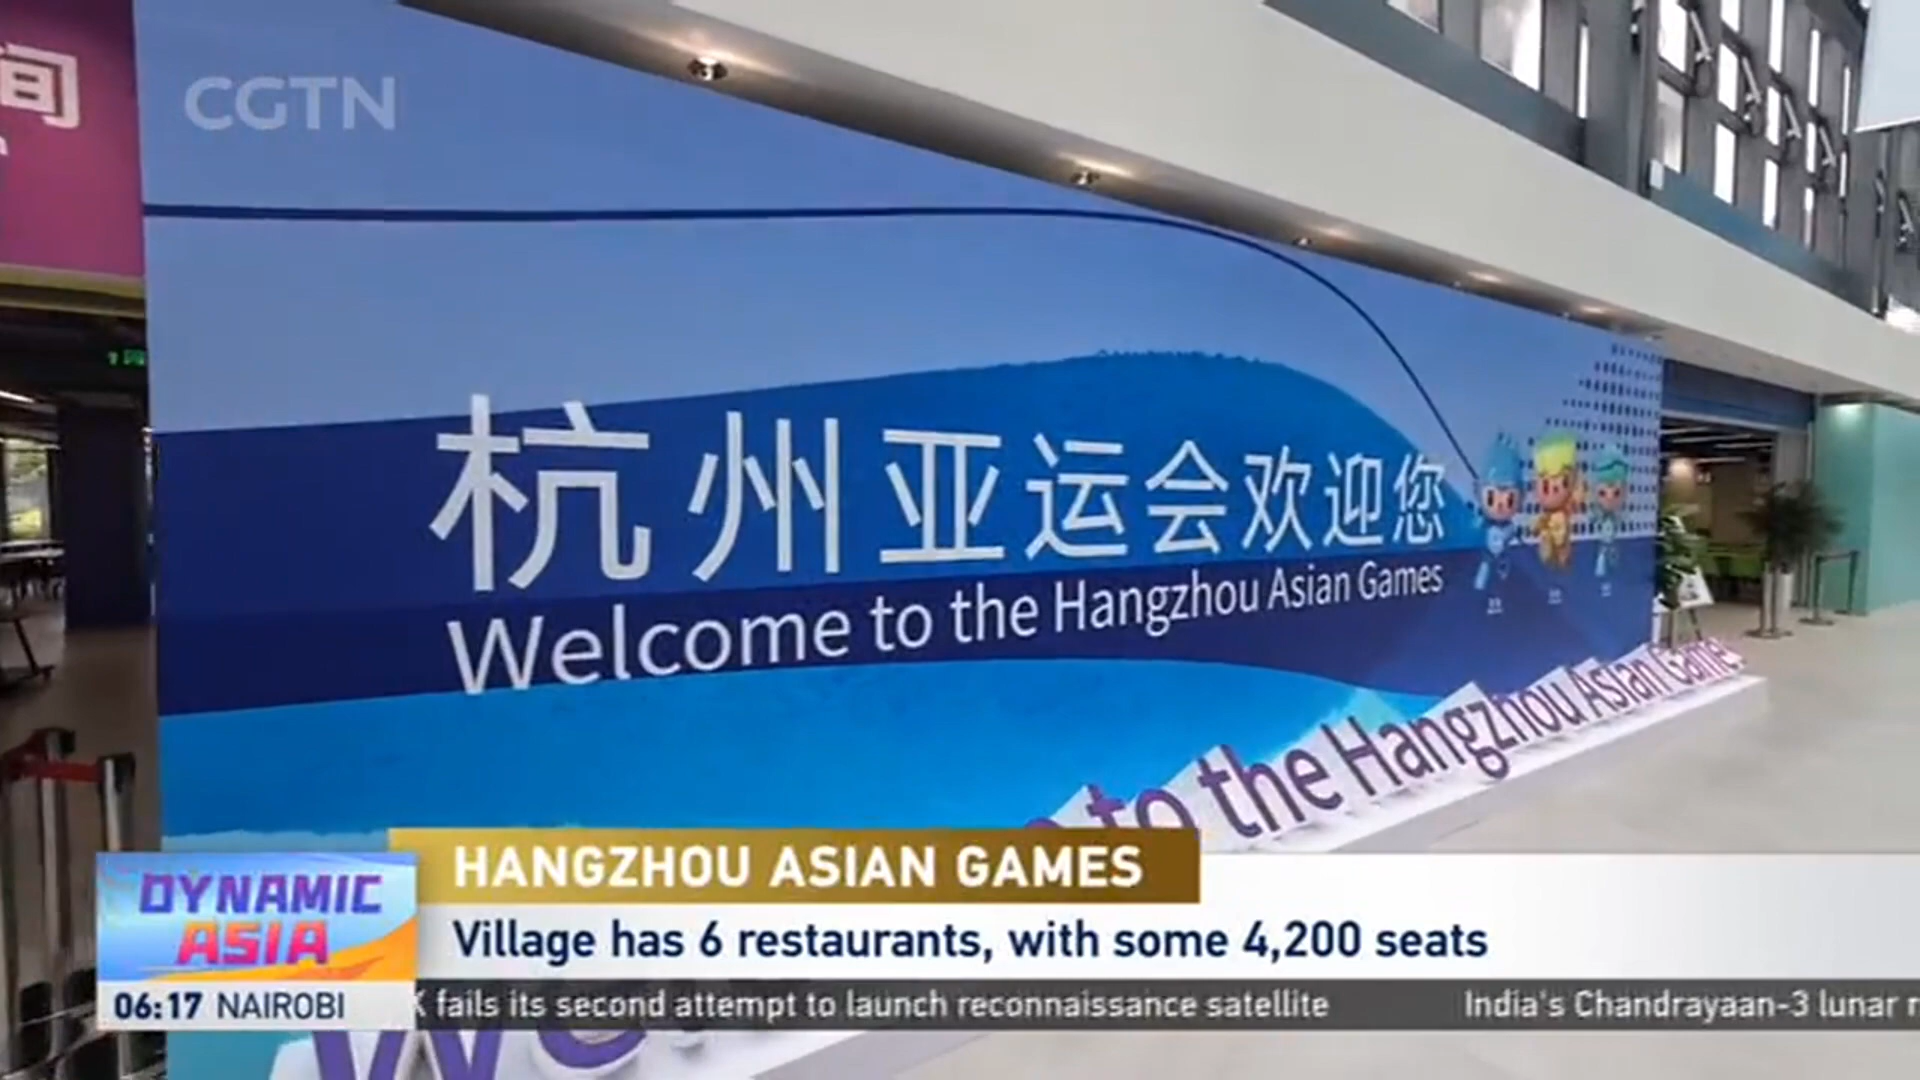 间
CGTN
杭州亚运会欢迎您
Welcome to the Hangzhou Asian Games
to the Hangzhou Asian Games
HANGZHOU ASIAN GAMES
DYNAMIC
ASIA
Village has 6 restaurants, with some 4,200 seats
06:17 NAIROBI
K fails its second attempt to launch reconnaissance satellite
India's Chandrayaan-3 lunar
We